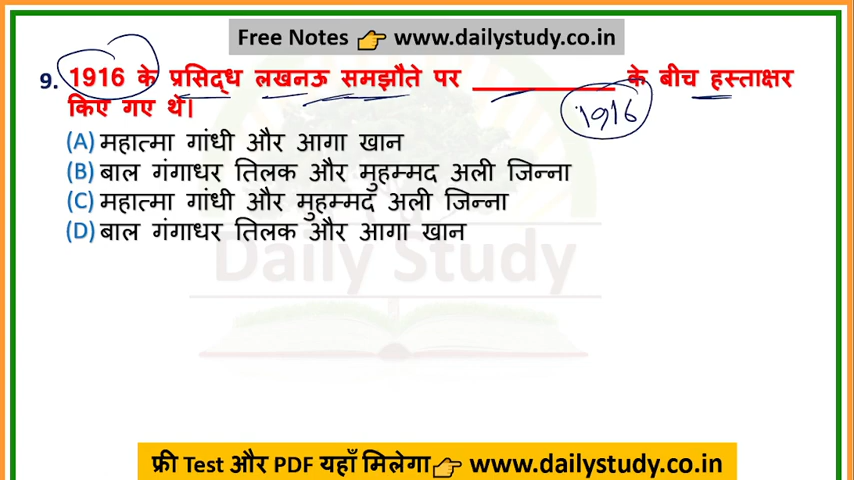 Free Notes 👉 www.dailystudy.co.in
9. 1916 के प्रसिद्ध लखनऊ समझौते पर ____________ के बीच हस्ताक्षर
किए गए थें।
1916
(A) महात्मा गांधी और आगा खान
(B) बाल गंगाधर तिलक और मुहम्मद अली जिन्ना
(C) महात्मा गांधी और मुहम्मद अली जिन्ना
(D) बाल गंगाधर तिलक और आगा खान
Daily Study
फ्री Test और PDF यहाँ मिलेगा👉 www.dailystudy.co.in